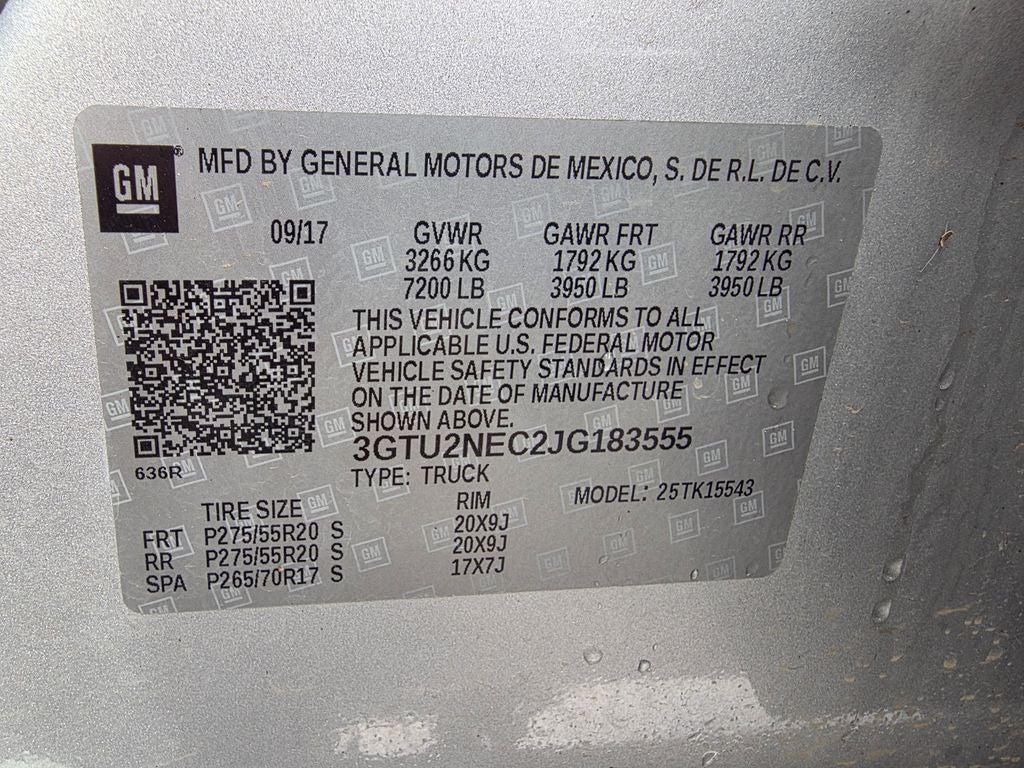 GM
MFD BY GENERAL MOTORS DE MEXICO, S. DE R.L. DE C.V.
09/17 GVWR GAWR FRT GAWR RR
3266 KG 1792 KG 1792 KG
7200 LB 3950 LB 3950 LB
THIS VEHICLE CONFORMS TO ALL
APPLICABLE U.S. FEDERAL MOTOR
VEHICLE SAFETY STANDARDS IN EFFECT
ON THE DATE OF MANUFACTURE
SHOWN ABOVE.
3GTU2NEC2JG183555
636R
TYPE: TRUCK
MODEL: 25TK15543
TIRE SIZE RIM
FRT P275/55R20 S 20X9J
RR P275/55R20 S 20X9J
SPA P265/70R17 S 17X7J